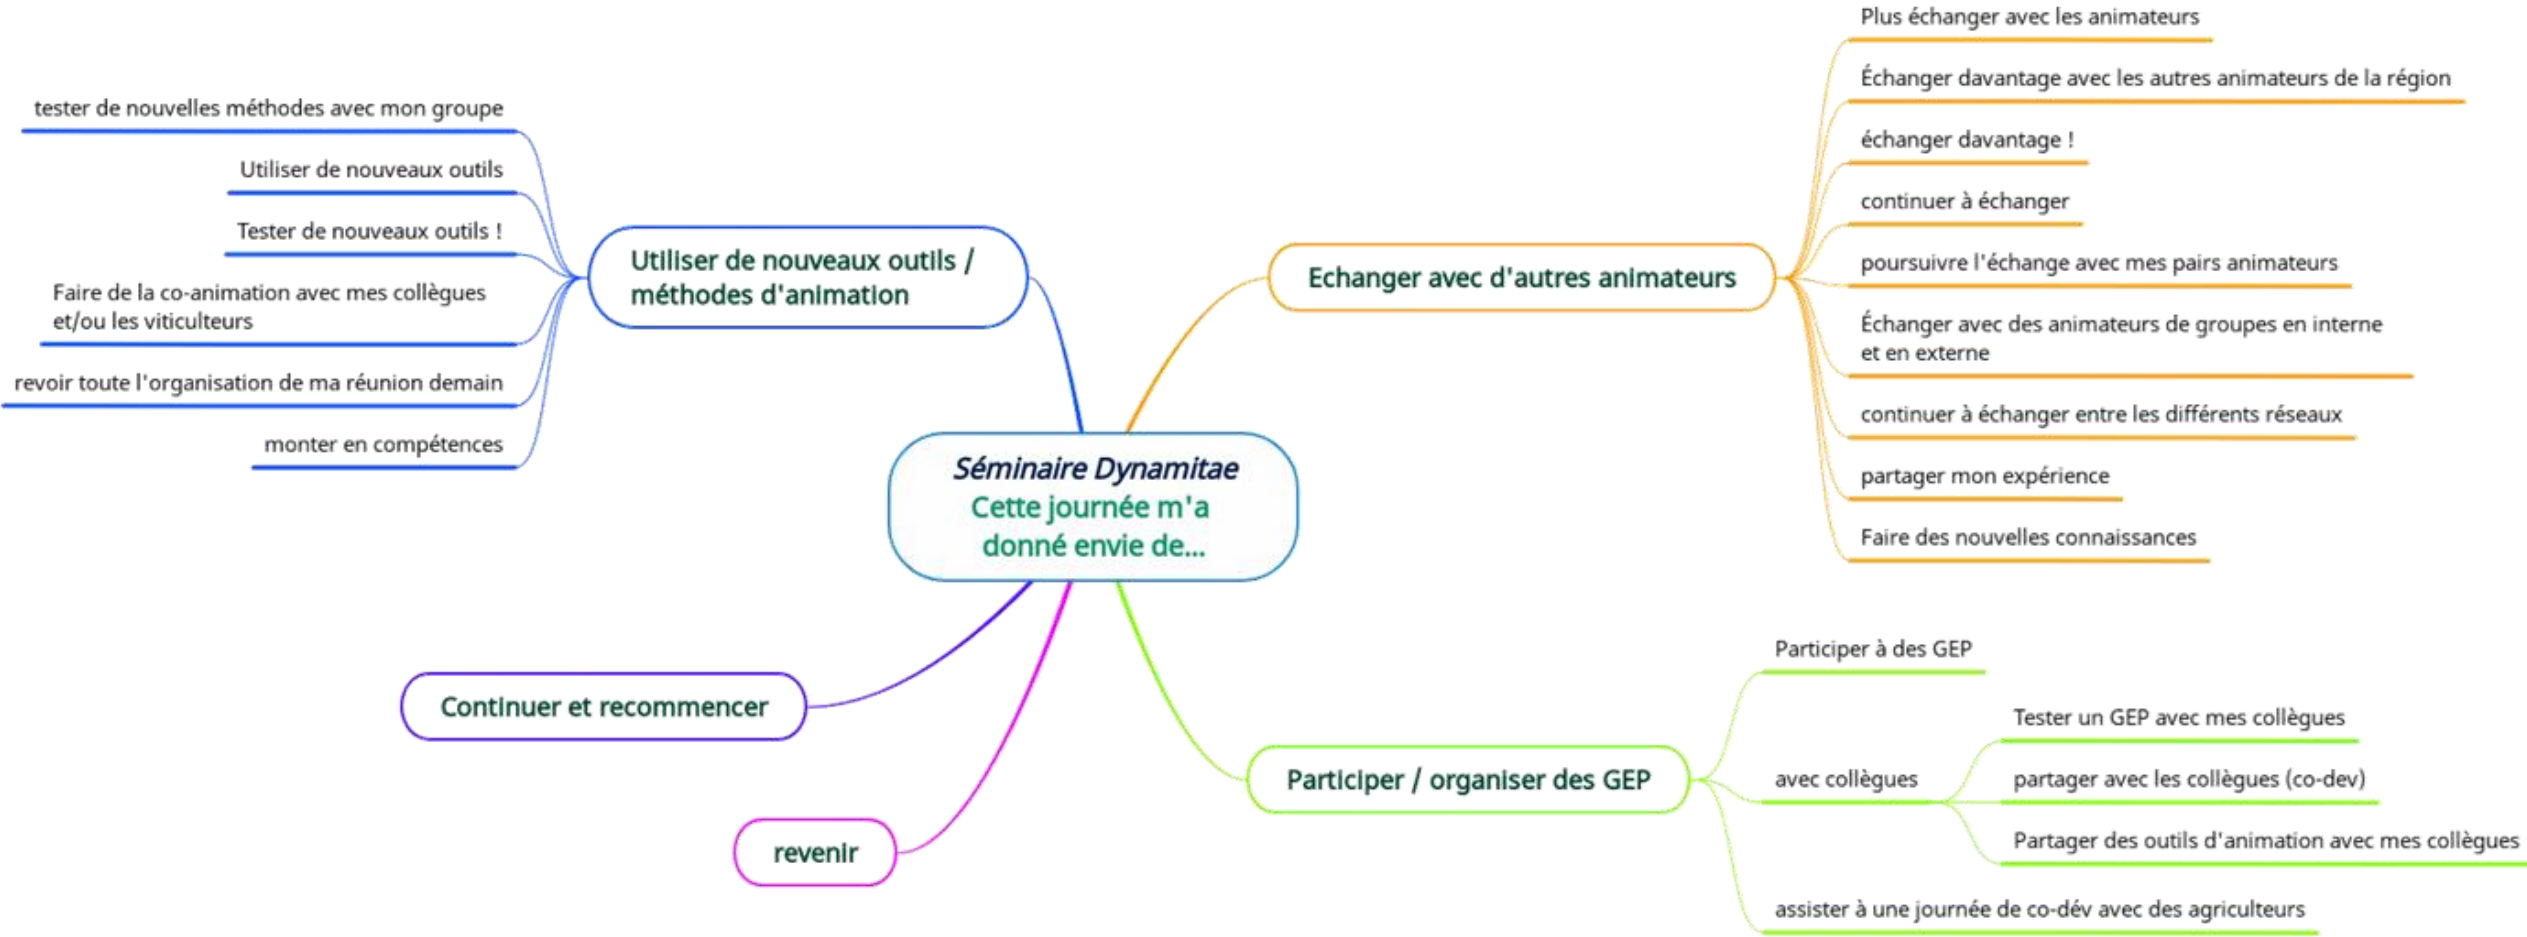 Séminaire Dynamitae
Cette journée m'a
donné envie de...
Utiliser de nouveaux outils /
méthodes d'animation
tester de nouvelles méthodes avec mon groupe
Utiliser de nouveaux outils
Tester de nouveaux outils !
Faire de la co-animation avec mes collègues
et/ou les viticulteurs
revoir toute l'organisation de ma réunion demain
monter en compétences
Echanger avec d'autres animateurs
Plus échanger avec les animateurs
Échanger davantage avec les autres animateurs de la région
échanger davantage !
continuer à échanger
poursuivre l'échange avec mes pairs animateurs
Échanger avec des animateurs de groupes en interne
et en externe
continuer à échanger entre les différents réseaux
partager mon expérience
Faire des nouvelles connaissances
Participer / organiser des GEP
Participer à des GEP
avec collègues
Tester un GEP avec mes collègues
partager avec les collègues (co-dev)
Partager des outils d'animation avec mes collègues
assister à une journée de co-dév avec des agriculteurs
Continuer et recommencer
revenir